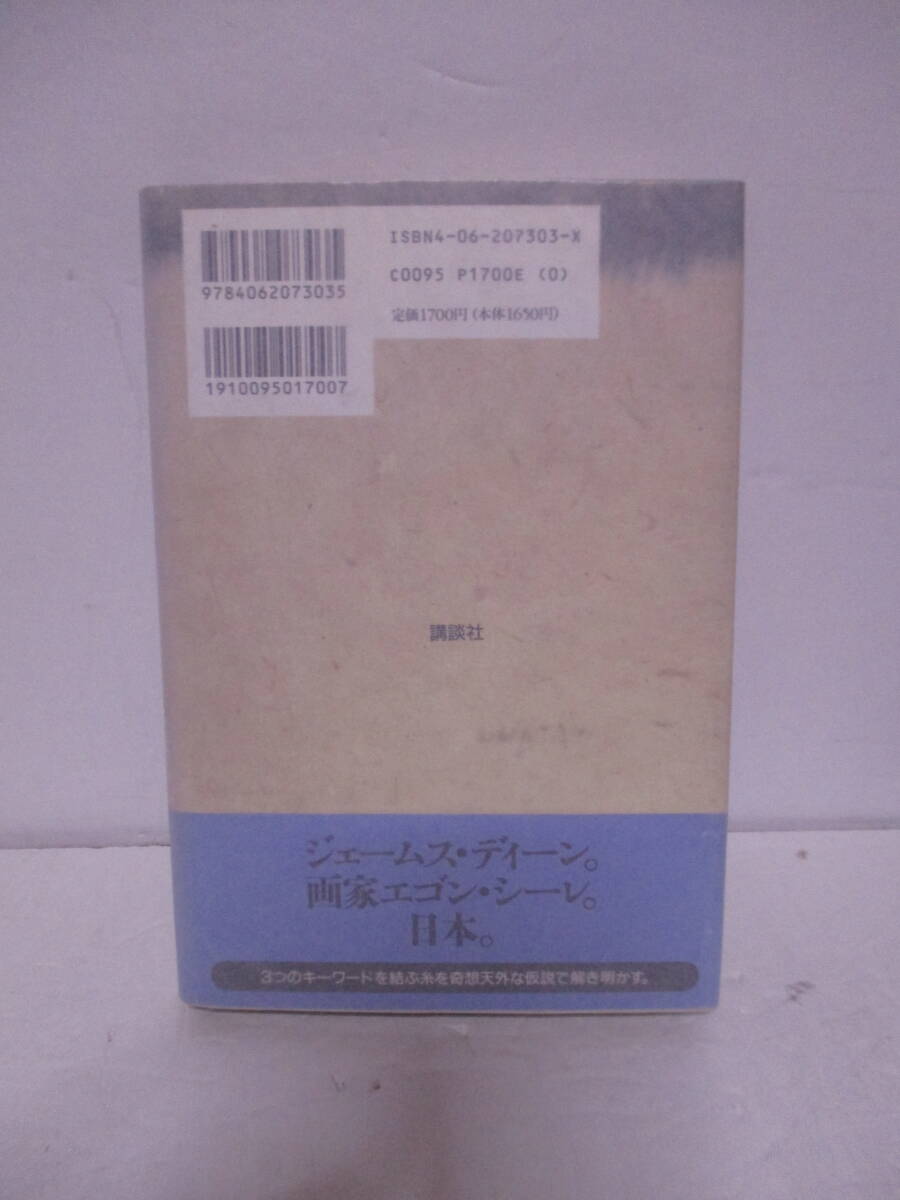 ISBN4-06-207303-X
C0095 P1700E (0)
定価1700円(本体1650円)
9784062073035
1910095017007
講談社
ジェームス・ディーン。
画家エゴン・シーレ。
日本。
3つのキーワードを結ぶ糸を奇想天外な仮説で解き明かす。